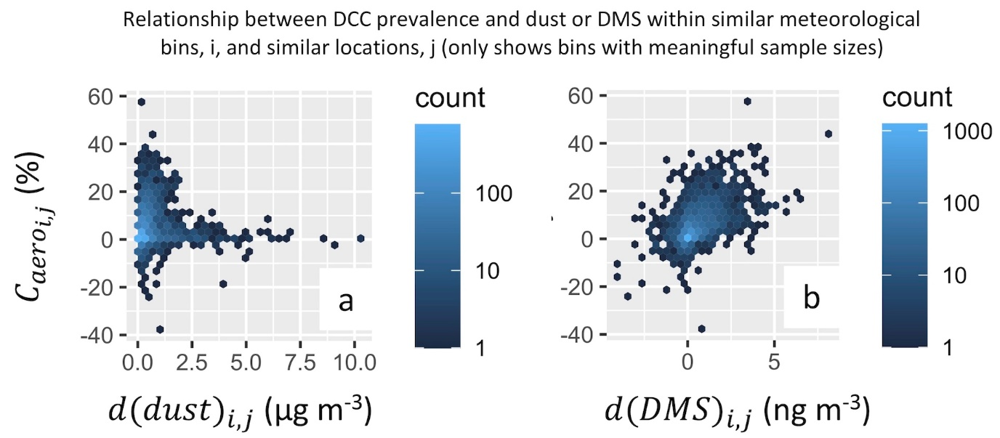 Relationship between DCC prevalence and dust or DMS within similar meteorological
bins, i, and similar locations, j (only shows bins with meaningful sample sizes)
C_{aero_{i,j}} (%)
60
40
20
0
-20
-40
0.0 2.5 5.0 7.5 10.0
d(dust)_{i,j} (µg m^{-3})
a
count
100
10
1
60
40
20
0
-20
-40
0 5
d(DMS)_{i,j} (ng m^{-3})
b
count
1000
100
10
1